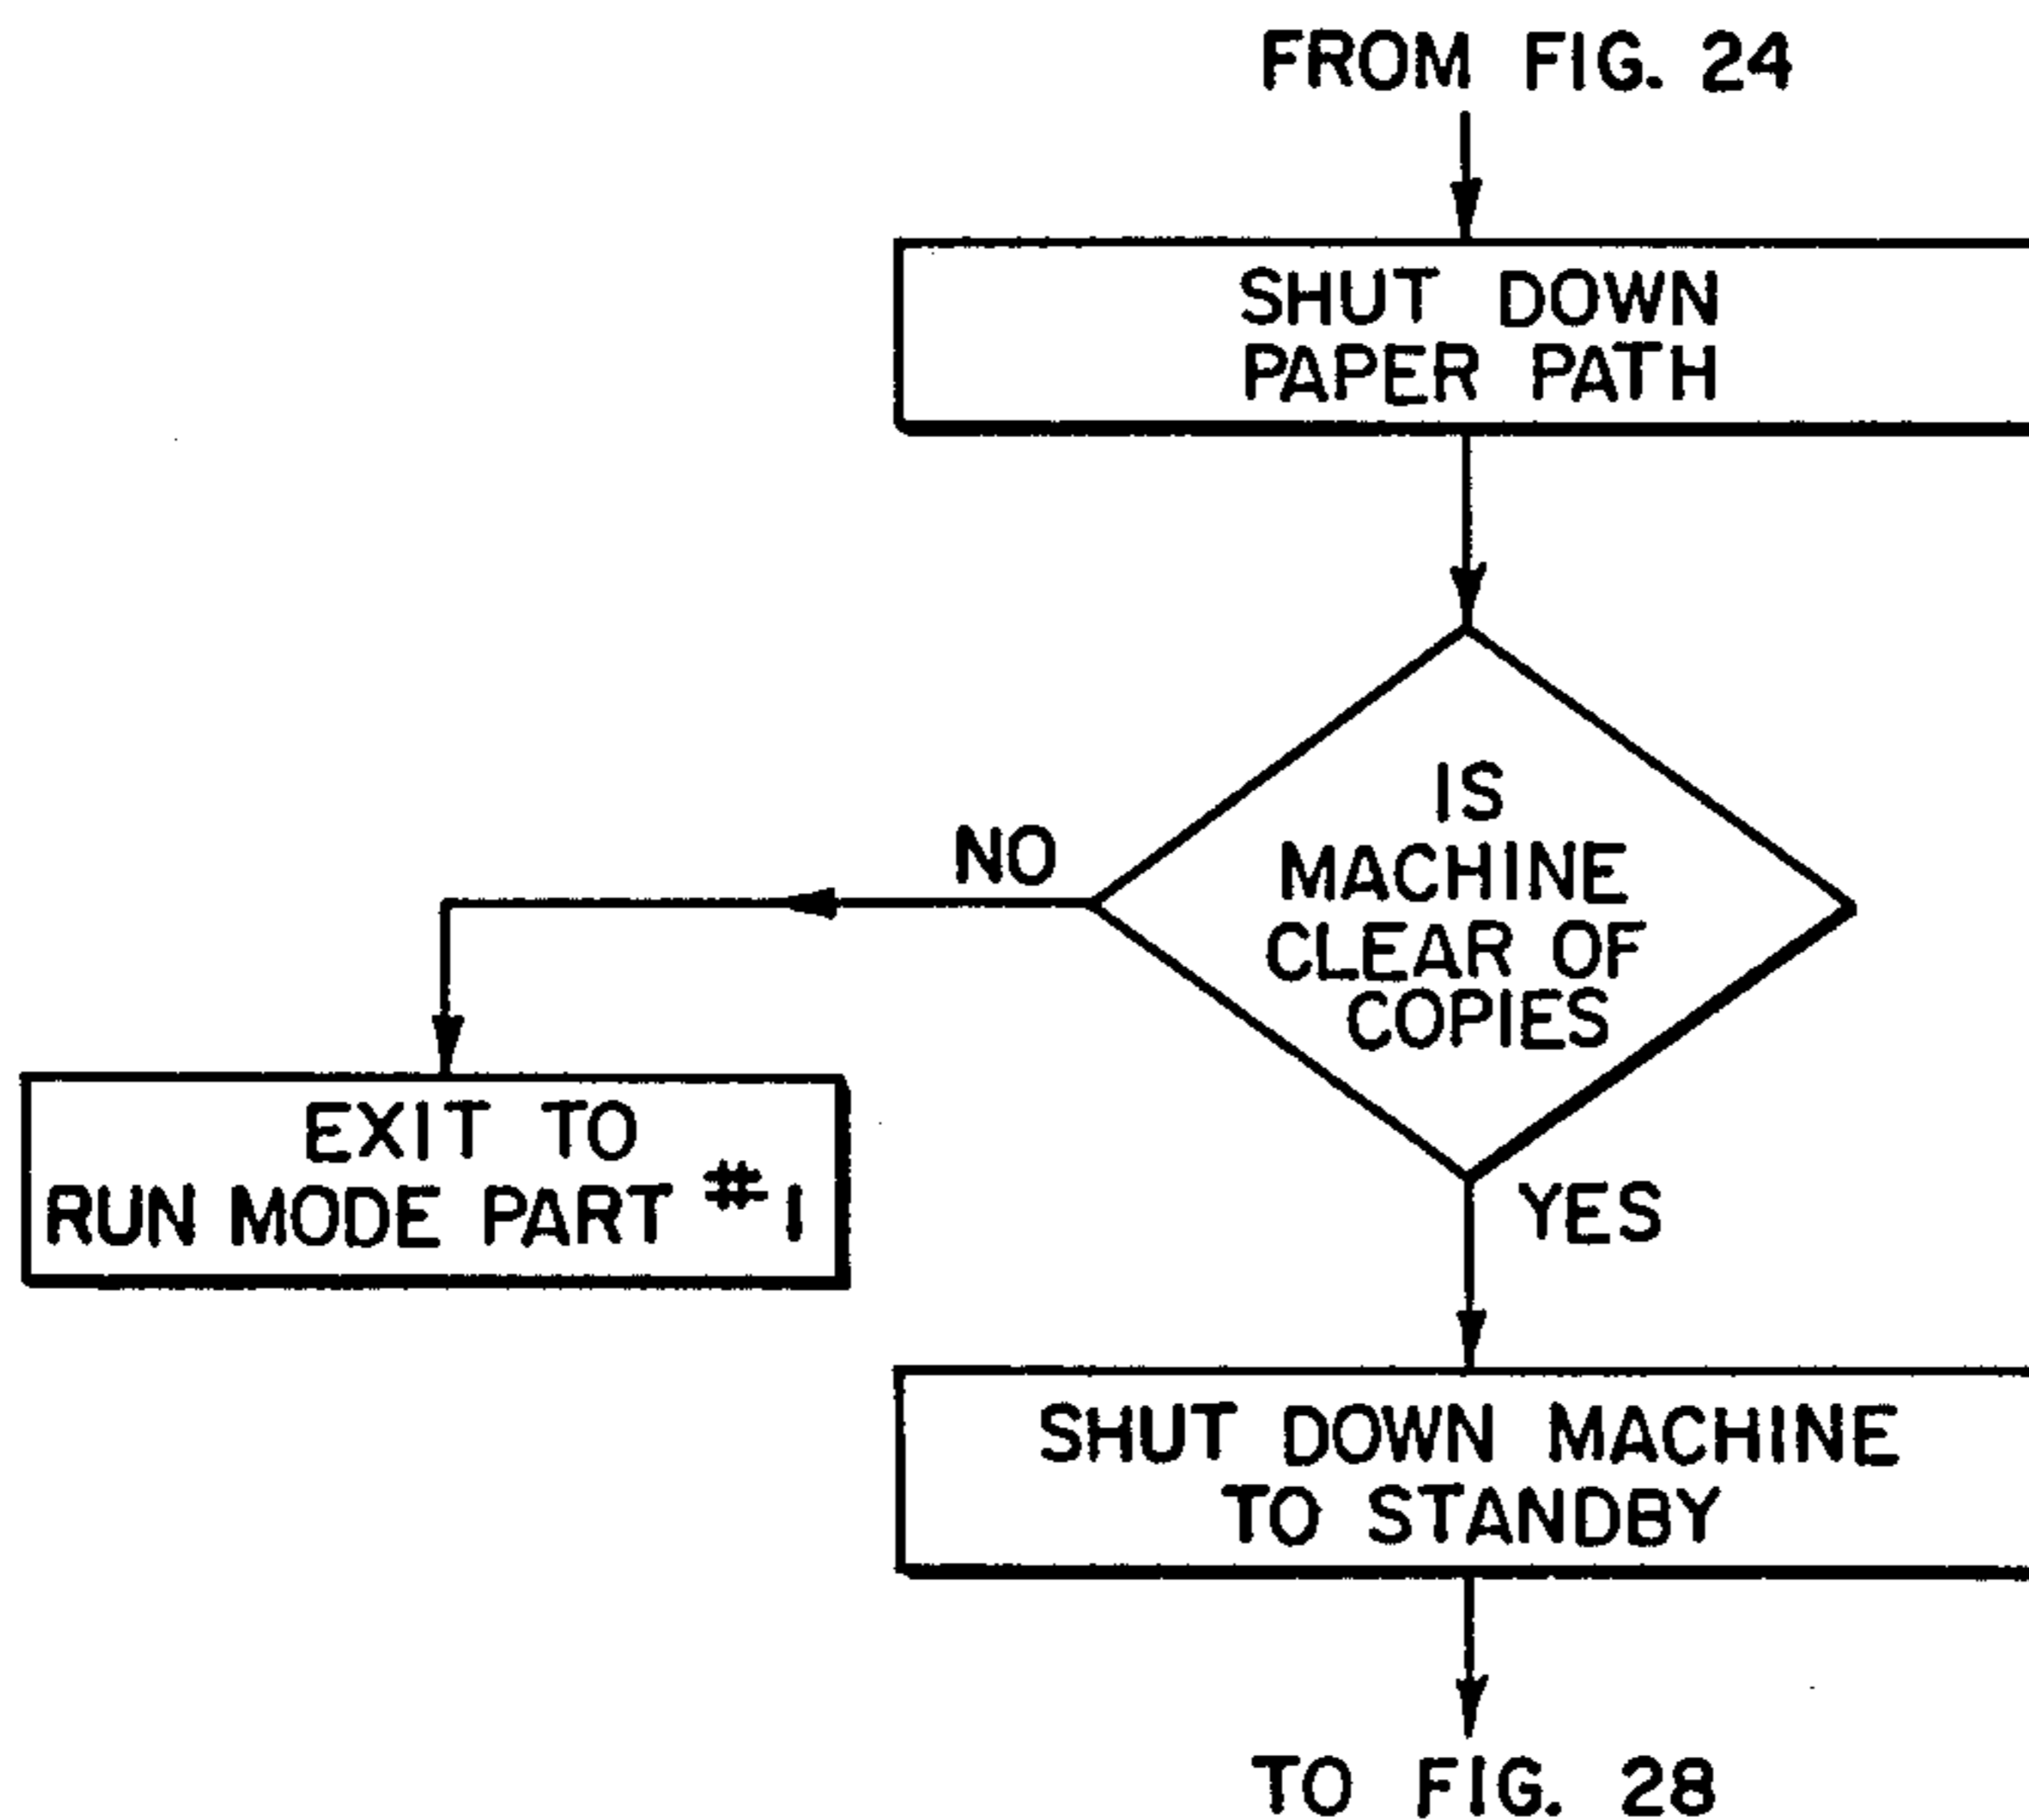 FROM FIG. 24
SHUT DOWN
PAPER PATH
IS
MACHINE
CLEAR OF
COPIES
NO
EXIT TO
RUN MODE PART #1
YES
SHUT DOWN MACHINE
TO STANDBY
TO FIG. 28